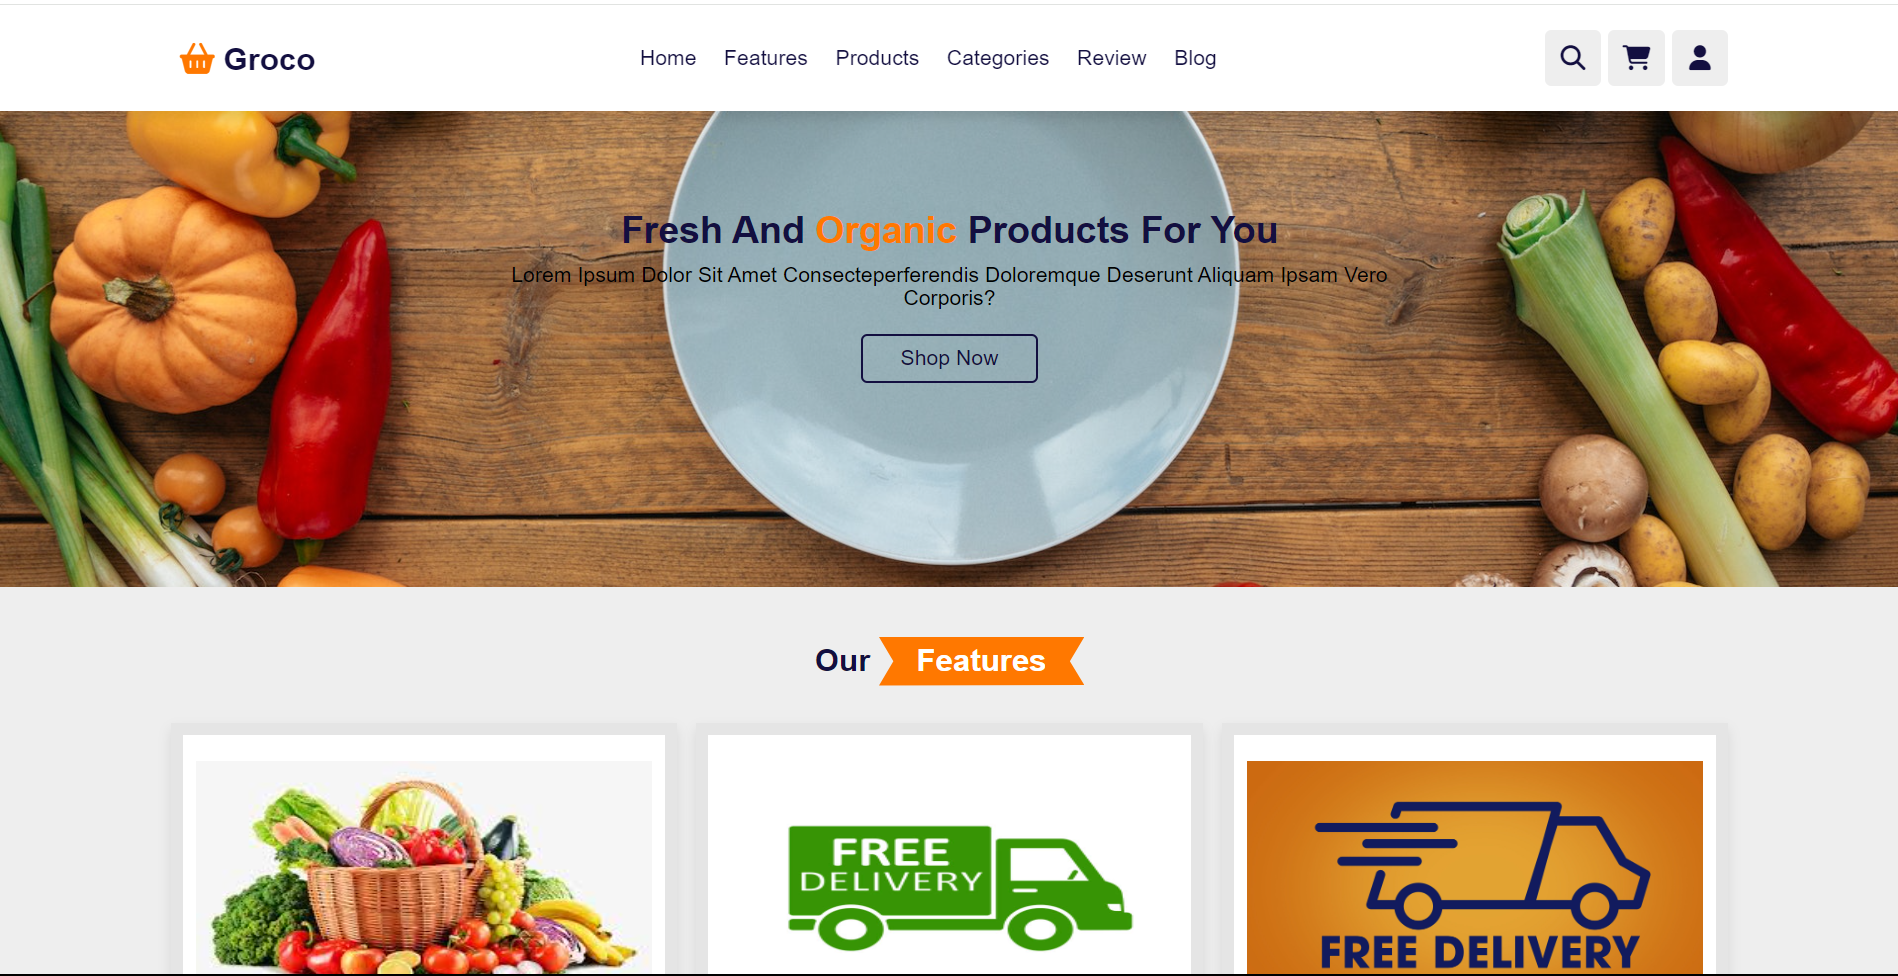 Groco
Home Features Products Categories Review Blog
Fresh And Organic Products For You
Lorem Ipsum Dolor Sit Amet Consecteperferendis Doloremque Deserunt Aliquam Ipsam Vero
Corporis?
Shop Now
Our Features
FREE
DELIVERY
FREE DELIVERY